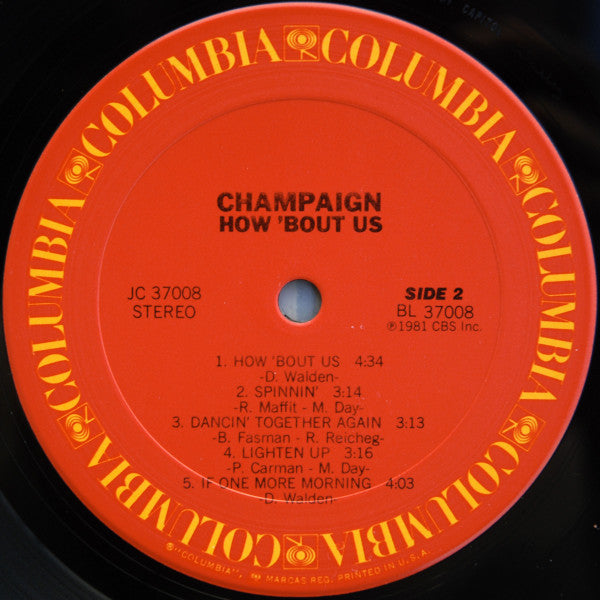 COLUMBIA COLUMBIA COLUMBIA COLUMBIA COLUMBIA COLUMBIA
CHAMPAIGN
HOW 'BOUT US
JC 37008
STEREO
SIDE 2
BL 37008
℗1981 CBS Inc.
1. HOW 'BOUT US 4:34
-D. Walden-
2. SPINNIN' 3:14
-R. Maffit - M. Day-
3. DANCIN' TOGETHER AGAIN 3:13
-B. Fasman - R. Reicheg-
4. LIGHTEN UP 3:16
-P. Carman - M. Day-
5. IF ONE MORE MORNING 4:03
-D. Walden-
®"COLUMBIA", MARCAS REG. PRINTED IN U.S.A.